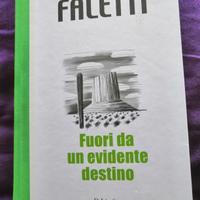 FALETTI
Fuori da
un evidente
destino